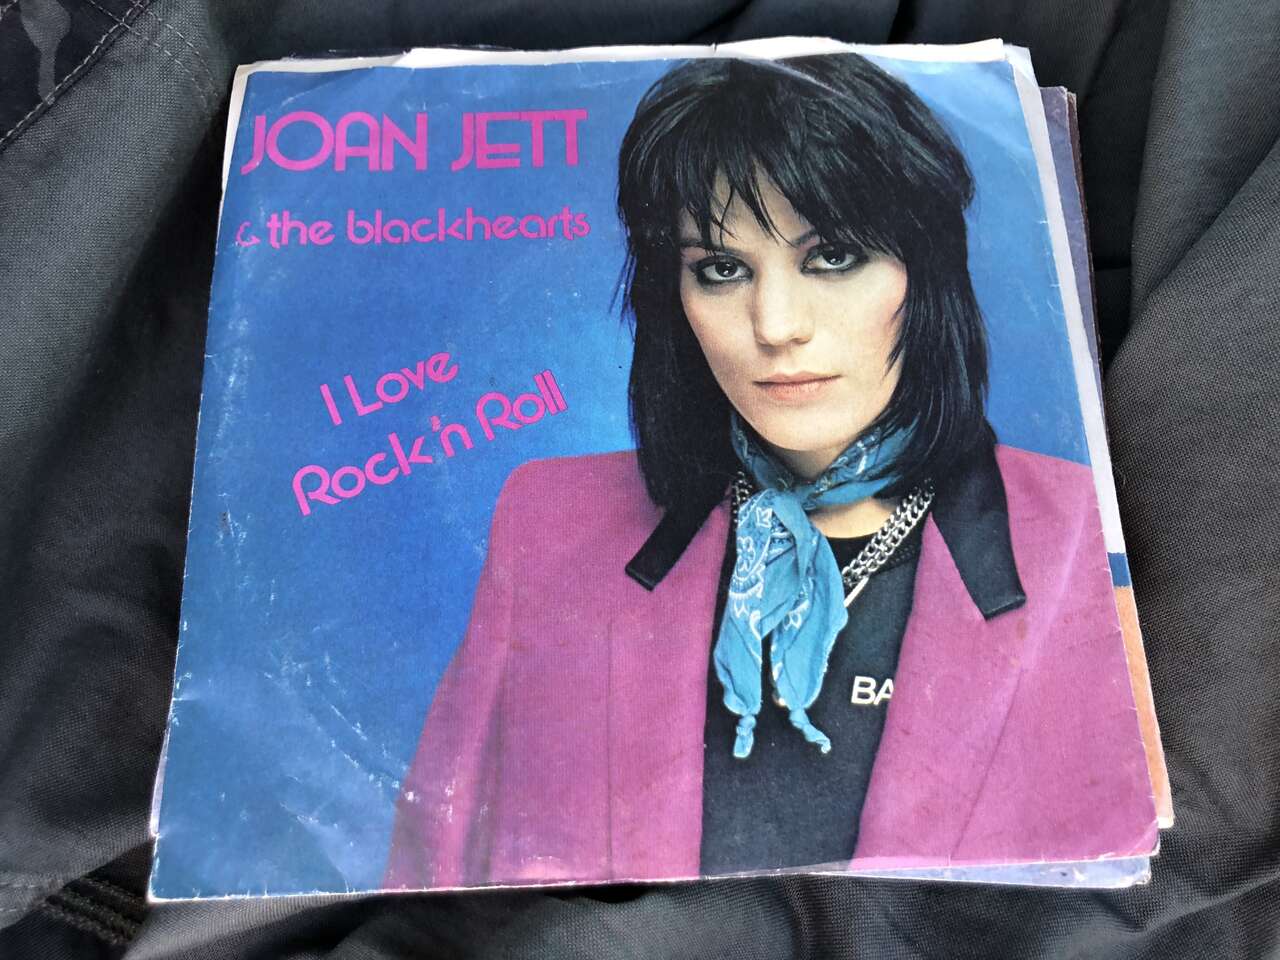 JOAN JETT
& the blackhearts
I Love
Rock 'n Roll
BA